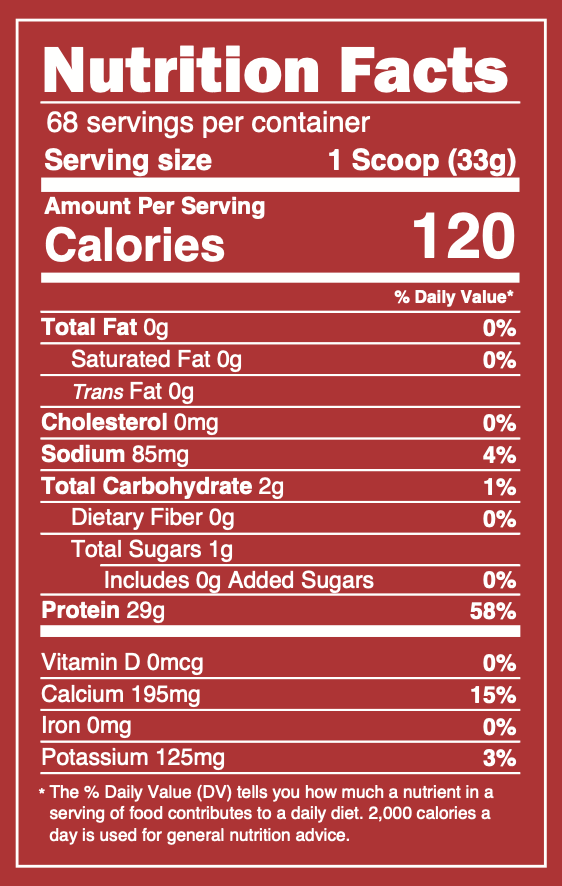 Nutrition Facts
68 servings per container
Serving size 1 Scoop (33g)
Amount Per Serving
Calories 120
% Daily Value*
Total Fat 0g 0%
Saturated Fat 0g 0%
Trans Fat 0g
Cholesterol 0mg 0%
Sodium 85mg 4%
Total Carbohydrate 2g 1%
Dietary Fiber 0g 0%
Total Sugars 1g
Includes 0g Added Sugars 0%
Protein 29g 58%
Vitamin D 0mcg 0%
Calcium 195mg 15%
Iron 0mg 0%
Potassium 125mg 3%
* The % Daily Value (DV) tells you how much a nutrient in a
serving of food contributes to a daily diet. 2,000 calories a
day is used for general nutrition advice.